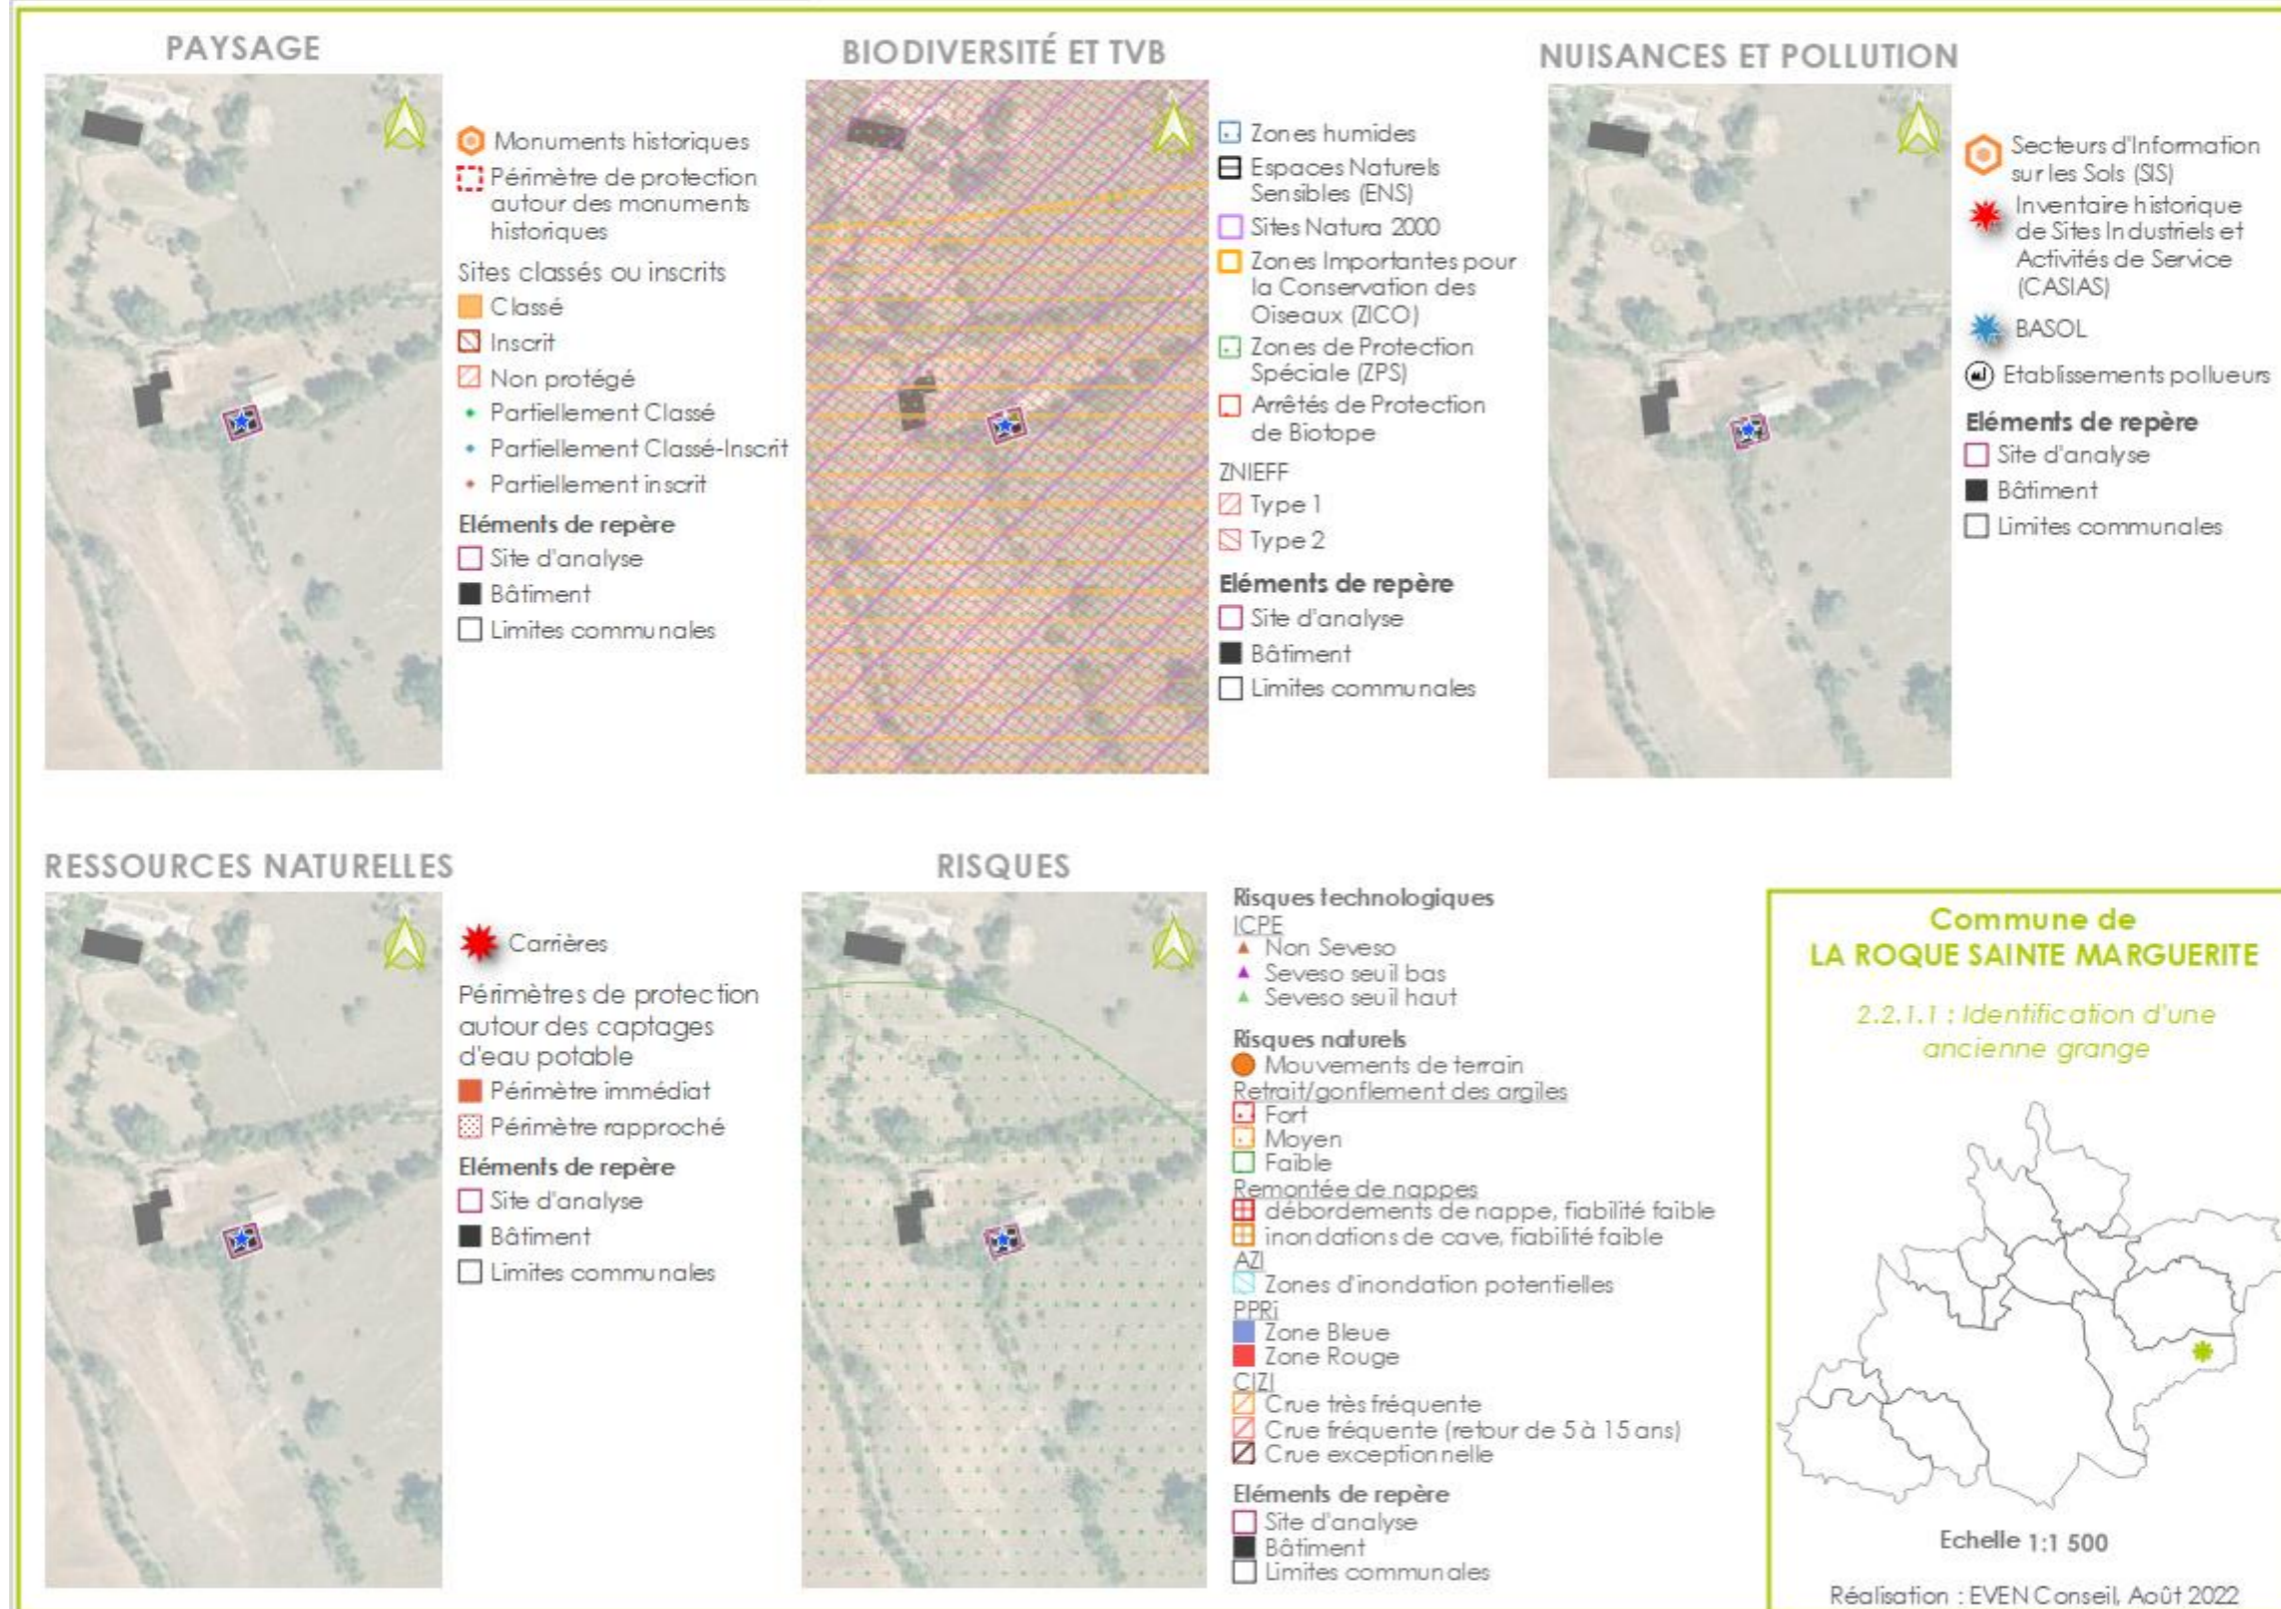 PAYSAGE
Monuments historiques
Périmètre de protection
autour des monuments
historiques
Sites classés ou inscrits
Classé
Inscrit
Non protégé
Partiellement Classé
Partiellement Classé-Inscrit
Partiellement inscrit
Eléments de repère
Site d'analyse
Bâtiment
Limites communales
BIODIVERSITÉ ET TVB
Zones humides
Espaces Naturels
Sensibles (ENS)
Sites Natura 2000
Zones Importantes pour
la Conservation des
Oiseaux (ZICO)
Zones de Protection
Spéciale (ZPS)
Arrêtés de Protection
de Biotope
ZNIEFF
Type 1
Type 2
Eléments de repère
Site d'analyse
Bâtiment
Limites communales
NUISANCES ET POLLUTION
Secteurs d'Information
sur les Sols (SIS)
Inventaire historique
de Sites Industriels et
Activités de Service
(CASIAS)
BASOL
Etablissements pollueurs
Eléments de repère
Site d'analyse
Bâtiment
Limites communales
RESSOURCES NATURELLES
Carrières
Périmètres de protection
autour des captages
d'eau potable
Périmètre immédiat
Périmètre rapproché
Eléments de repère
Site d'analyse
Bâtiment
Limites communales
RISQUES
Risques technologiques
ICPE
Non Seveso
Seveso seuil bas
Seveso seuil haut
Risques naturels
Mouvements de terrain
Retrait/gonflement des argiles
Fort
Moyen
Faible
Remontée de nappes
débordements de nappe, fiabilité faible
inondations de cave, fiabilité faible
AZI
Zones d'inondation potentielles
PPRi
Zone Bleue
Zone Rouge
CIZI
Crue très fréquente
Crue fréquente (retour de 5 à 15 ans)
Crue exceptionnelle
Eléments de repère
Site d'analyse
Bâtiment
Limites communales
Commune de
LA ROQUE SAINTE MARGUERITE
2.2.1.1 : Identification d'une
ancienne grange
Echelle 1:1 500
Réalisation : EVEN Conseil, Août 2022